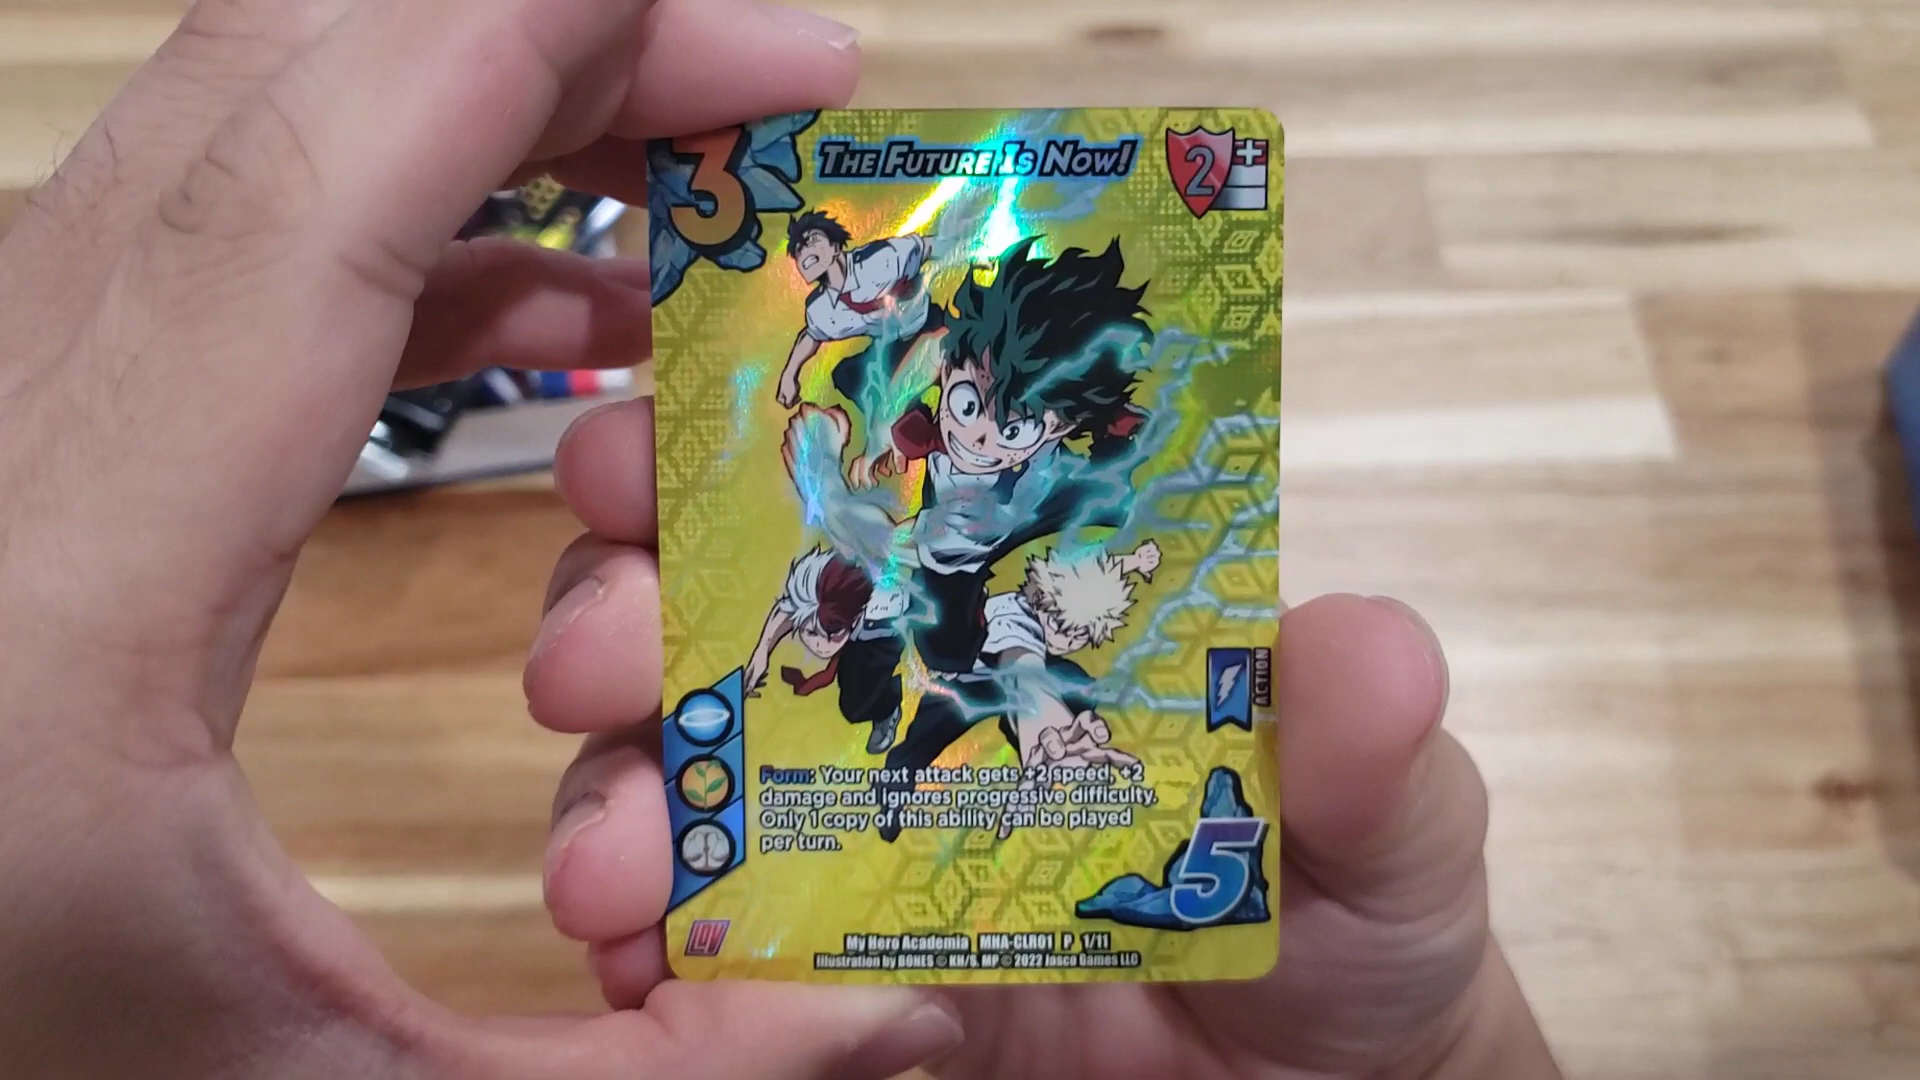 3
THE FUTURE IS NOW!
2
+
ACTION
Form: Your next attack gets +2 speed, +2
damage and ignores progressive difficulty.
Only 1 copy of this ability can be played
per turn.
5
LOV
My Hero Academia MHA-CLR01 P 1/11
Illustration by BONES © KH/S, MP © 2022 Jasco Games LLC